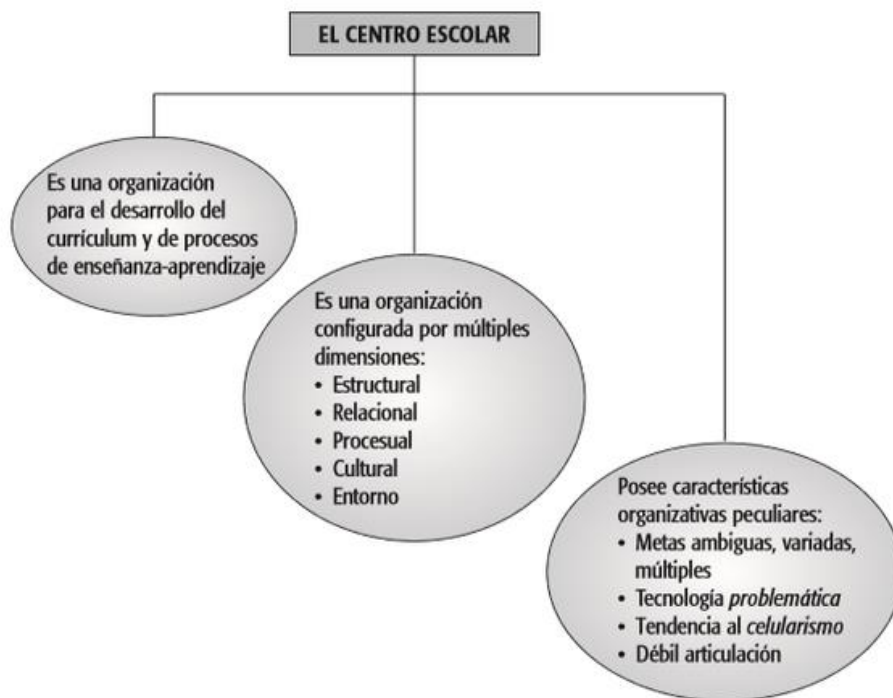 EL CENTRO ESCOLAR
Es una organización
para el desarrollo del
currículum y de procesos
de enseñanza-aprendizaje
Es una organización
configurada por múltiples
dimensiones:
• Estructural
• Relacional
• Procesual
• Cultural
• Entorno
Posee características
organizativas peculiares:
• Metas ambiguas, variadas,
múltiples
• Tecnología problemática
• Tendencia al celularismo
• Débil articulación